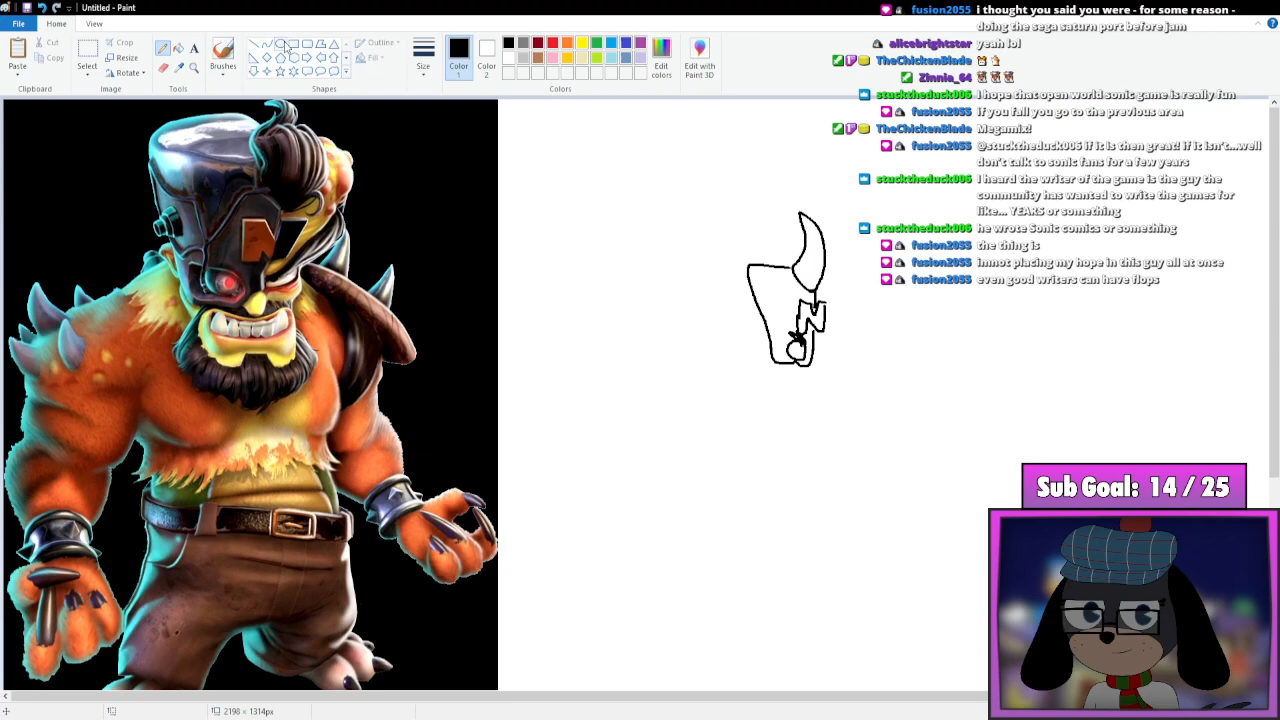 Untitled - Paint
File
Home
View
Paste
Cut
Copy
Clipboard
Select
Crop
Resize
Rotate
Image
Tools
Brushes
Shapes
Outline
Fill
Size
Color 1
Color 2
Colors
Edit colors
Edit with Paint 3D
fusion2055 i thought you said you were - for some reason - doing the sega saturn port before jam
alicebrightstar yeah lol
TheChickenBlade
Zinnia_64
stucktheduck006 I hope that open world sonic game is really fun
fusion2055 If you fall you go to the previous area
TheChickenBlade Megamix!
fusion2055 @stucktheduck006 if it is then great! if it isn't...well don't talk to sonic fans for a few years
stucktheduck006 I heard the writer of the game is the guy the community has wanted to write the games for like... YEARS or something
stucktheduck006 he wrote Sonic comics or something
fusion2055 the thing is
fusion2055 imnot placing my hope in this guy all at once
fusion2055 even good writers can have flops
Sub Goal: 14 / 25
2198 × 1314px